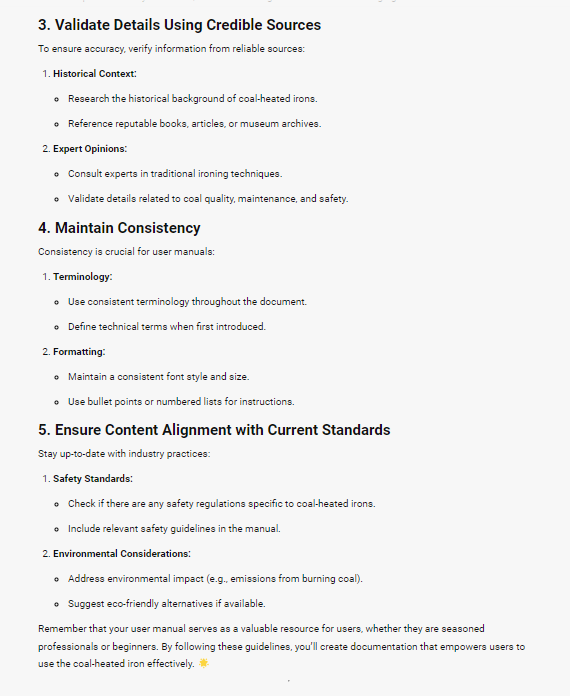 3. Validate Details Using Credible Sources
To ensure accuracy, verify information from reliable sources:
1. Historical Context:
Research the historical background of coal-heated irons.
Reference reputable books, articles, or museum archives.
2. Expert Opinions:
Consult experts in traditional ironing techniques.
Validate details related to coal quality, maintenance, and safety.
4. Maintain Consistency
Consistency is crucial for user manuals:
1. Terminology:
Use consistent terminology throughout the document.
Define technical terms when first introduced.
2. Formatting:
Maintain a consistent font style and size.
Use bullet points or numbered lists for instructions.
5. Ensure Content Alignment with Current Standards
Stay up-to-date with industry practices:
1. Safety Standards:
Check if there are any safety regulations specific to coal-heated irons.
Include relevant safety guidelines in the manual.
2. Environmental Considerations:
Address environmental impact (e.g., emissions from burning coal).
Suggest eco-friendly alternatives if available.
Remember that your user manual serves as a valuable resource for users, whether they are seasoned
professionals or beginners. By following these guidelines, you'll create documentation that empowers users to
use the coal-heated iron effectively. 🌟